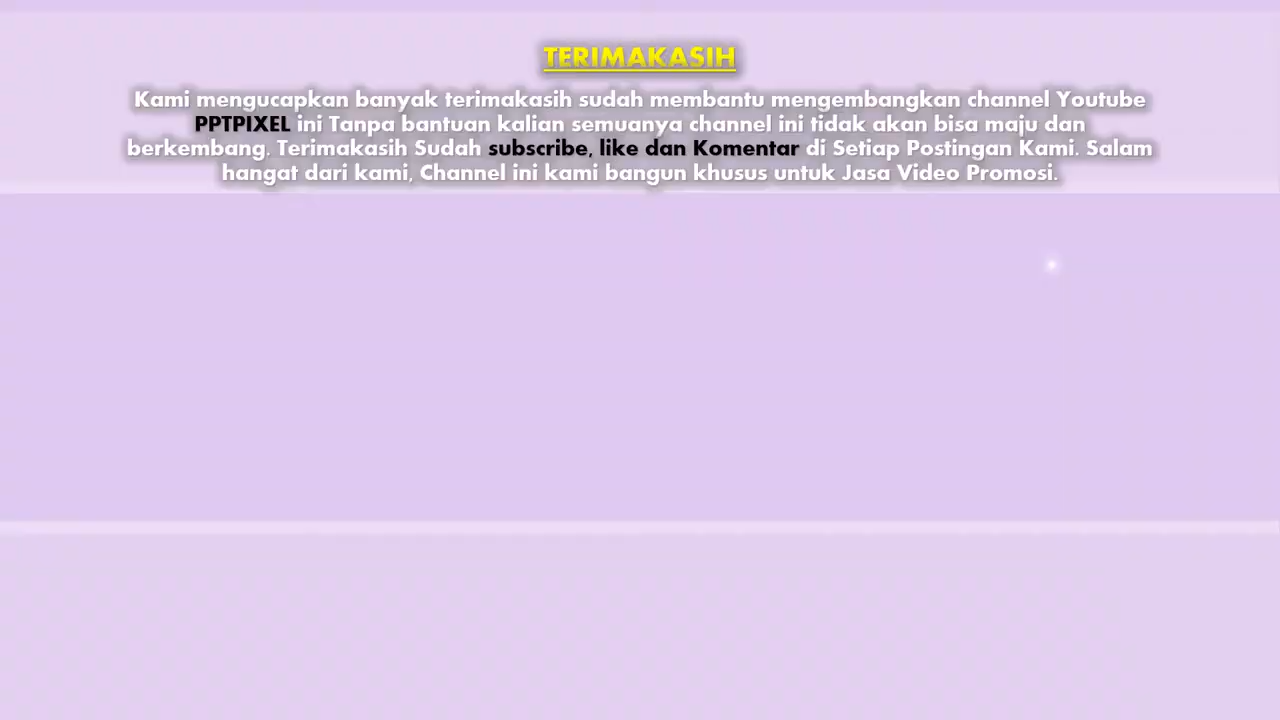 TERIMAKASIH
Kami mengucapkan banyak terimakasih sudah membantu mengembangkan channel Youtube
PPTPIXEL ini Tanpa bantuan kalian semuanya channel ini tidak akan bisa maju dan
berkembang. Terimakasih Sudah subscribe, like dan Komentar di Setiap Postingan Kami. Salam
hangat dari kami, Channel ini kami bangun khusus untuk Jasa Video Promosi.